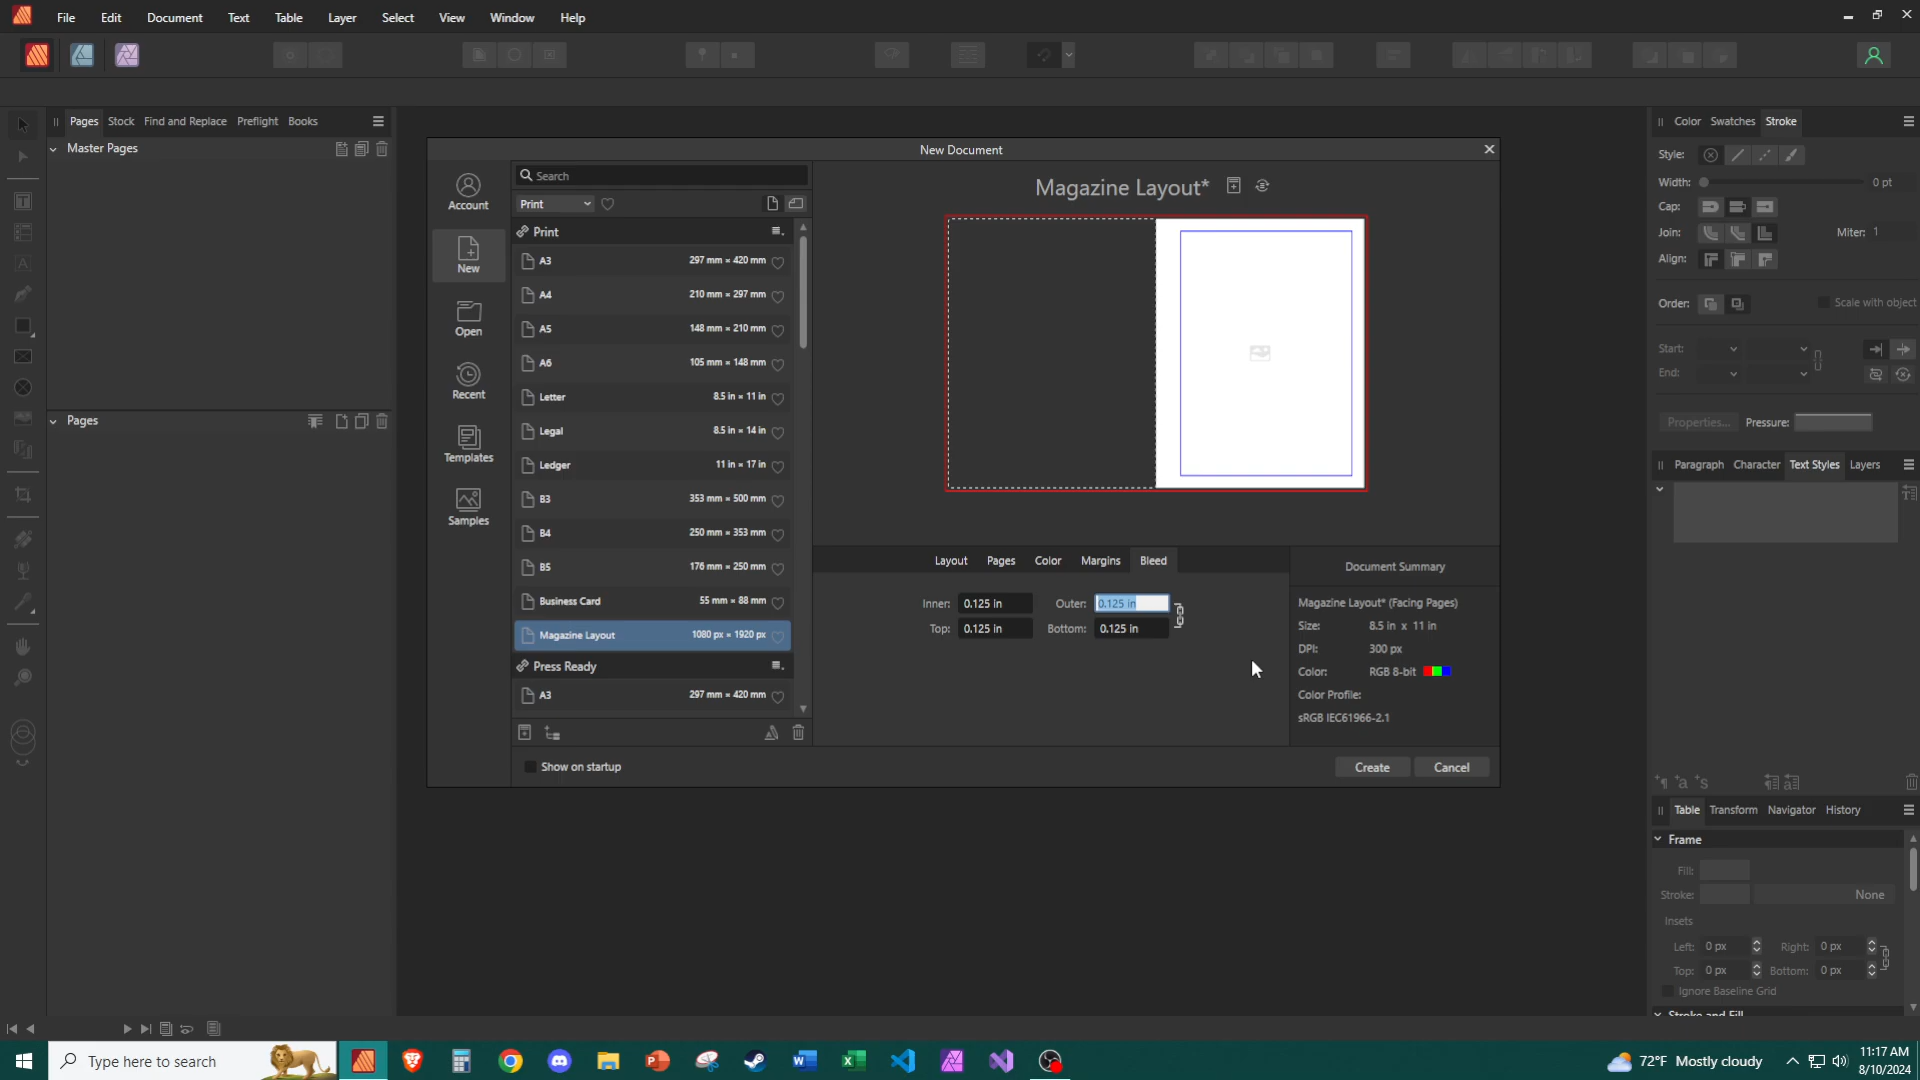 File Edit Document Text Table Layer Select View Window Help
Pages Stock Find and Replace Preflight Books
Master Pages
Pages
New Document
Account
New
Open
Recent
Templates
Samples
Search
Print
Print
A3 297 mm × 420 mm
A4 210 mm × 297 mm
A5 148 mm × 210 mm
A6 105 mm × 148 mm
Letter 8.5 in × 11 in
Legal 8.5 in × 14 in
Ledger 11 in × 17 in
B3 353 mm × 500 mm
B4 250 mm × 353 mm
B5 176 mm × 250 mm
Business Card 55 mm × 88 mm
Magazine Layout 1080 px × 1920 px
Press Ready
A3 297 mm × 420 mm
Show on startup
Magazine Layout*
Layout Pages Color Margins Bleed
Inner: 0.125 in Outer: 0.125 in
Top: 0.125 in Bottom: 0.125 in
Document Summary
Magazine Layout* (Facing Pages)
Size: 8.5 in x 11 in
DPI: 300 px
Color: RGB 8-bit
Color Profile:
sRGB IEC61966-2.1
Create Cancel
Color Swatches Stroke
Style:
Width: 0 pt
Cap:
Join: Miter: 1
Align:
Order: Scale with object
Start:
End:
Properties... Pressure:
Paragraph Character Text Styles Layers
Table Transform Navigator History
Frame
Fill:
Stroke: None
Insets
Left: 0 px Right: 0 px
Top: 0 px Bottom: 0 px
Ignore Baseline Grid
Stroke and Fill
Type here to search
72°F Mostly cloudy
11:17 AM
8/10/2024